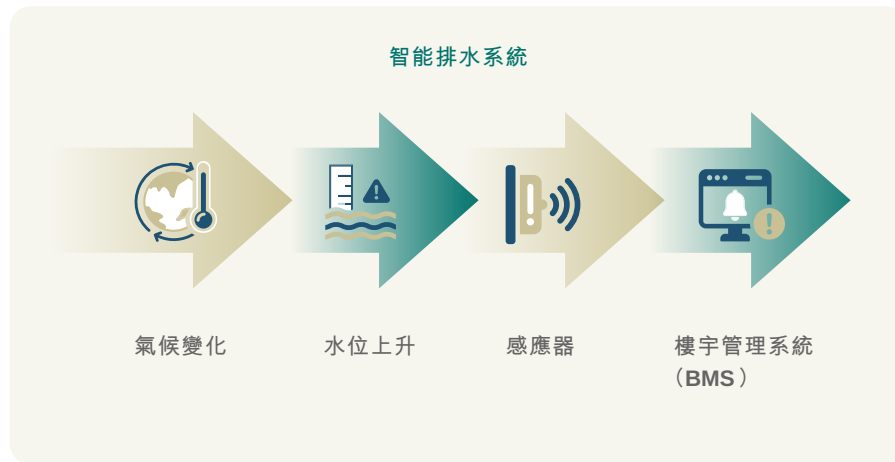 智能排水系統
氣候變化
水位上升
感應器
樓宇管理系統
（BMS）